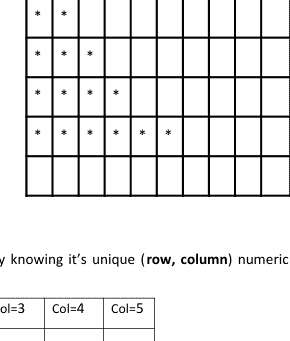 * *
* * *
* * * *
* * * * * *
y knowing it’s unique (row, column) numeric
ol=3 Col=4 Col=5